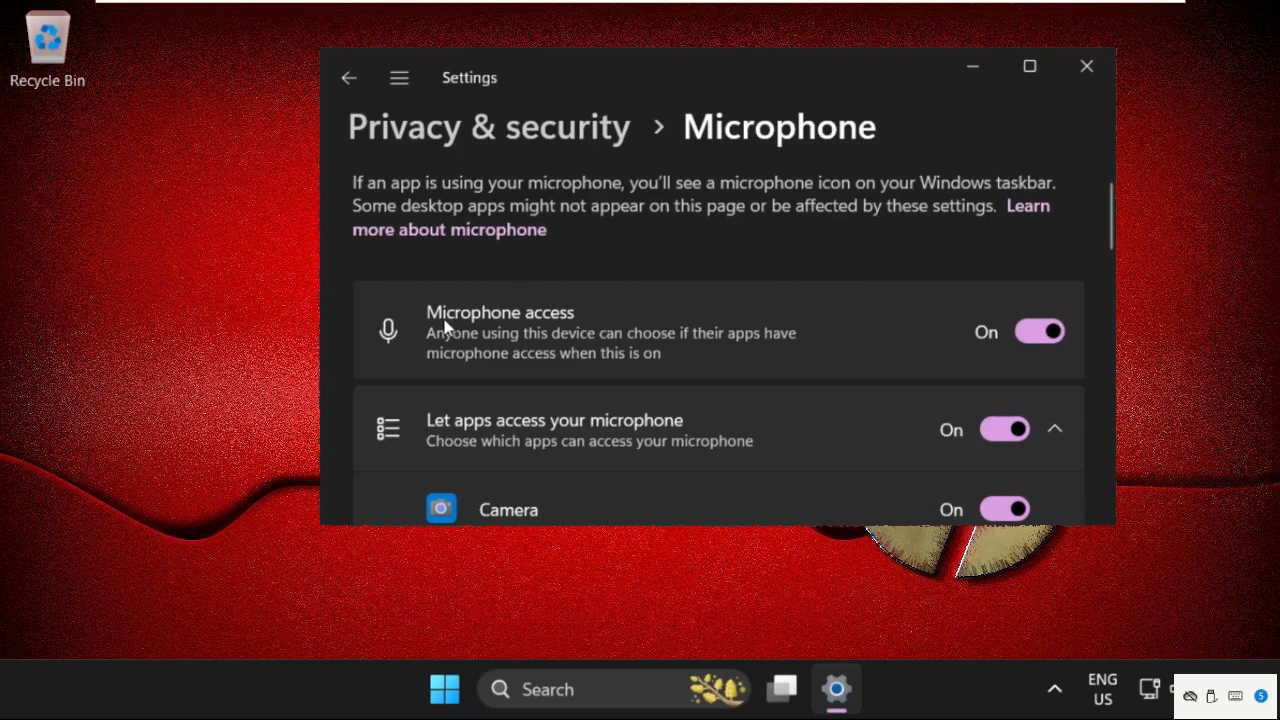 Recycle Bin
Settings
Privacy & security › Microphone
If an app is using your microphone, you'll see a microphone icon on your Windows taskbar.
Some desktop apps might not appear on this page or be affected by these settings. Learn
more about microphone
Microphone access
Anyone using this device can choose if their apps have
microphone access when this is on
On
Let apps access your microphone
Choose which apps can access your microphone
On
Camera
On
Search
ENG
US
5